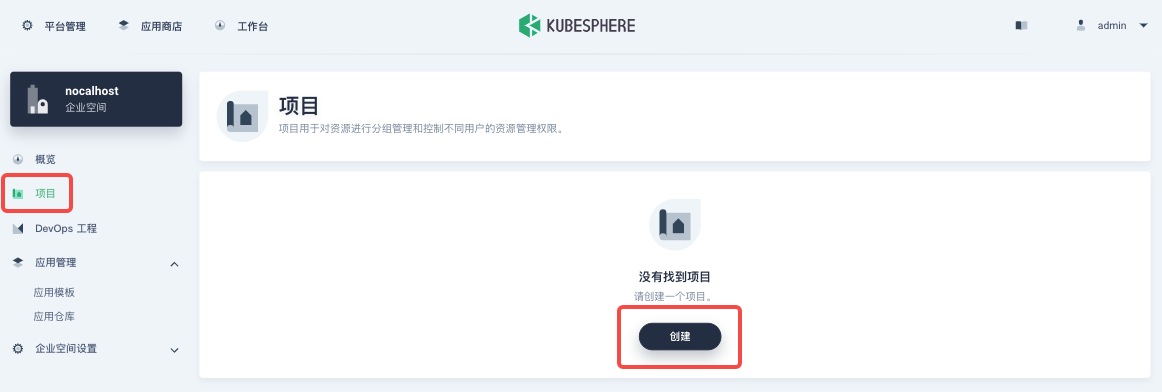 平台管理
应用商店
工作台
KUBESPHERE
admin
nocalhost
企业空间
概览
项目
DevOps 工程
应用管理
应用模板
应用仓库
企业空间设置
项目
项目用于对资源进行分组管理和控制不同用户的资源管理权限。
没有找到项目
请创建一个项目。
创建